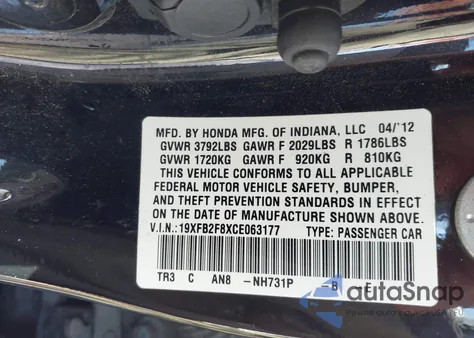 MFD. BY HONDA MFG. OF INDIANA, LLC 04/'12
GVWR 3792LBS GAWR F 2029LBS R 1786LBS
GVWR 1720KG GAWR F 920KG R 810KG
THIS VEHICLE CONFORMS TO ALL APPLICABLE
FEDERAL MOTOR VEHICLE SAFETY, BUMPER,
AND THEFT PREVENTION STANDARDS IN EFFECT
ON THE DATE OF MANUFACTURE SHOWN ABOVE.
V.I.N.:19XFB2F8XCE063177 TYPE: PASSENGER CAR
TR3 C AN8 -NH731P -B
autoSnap